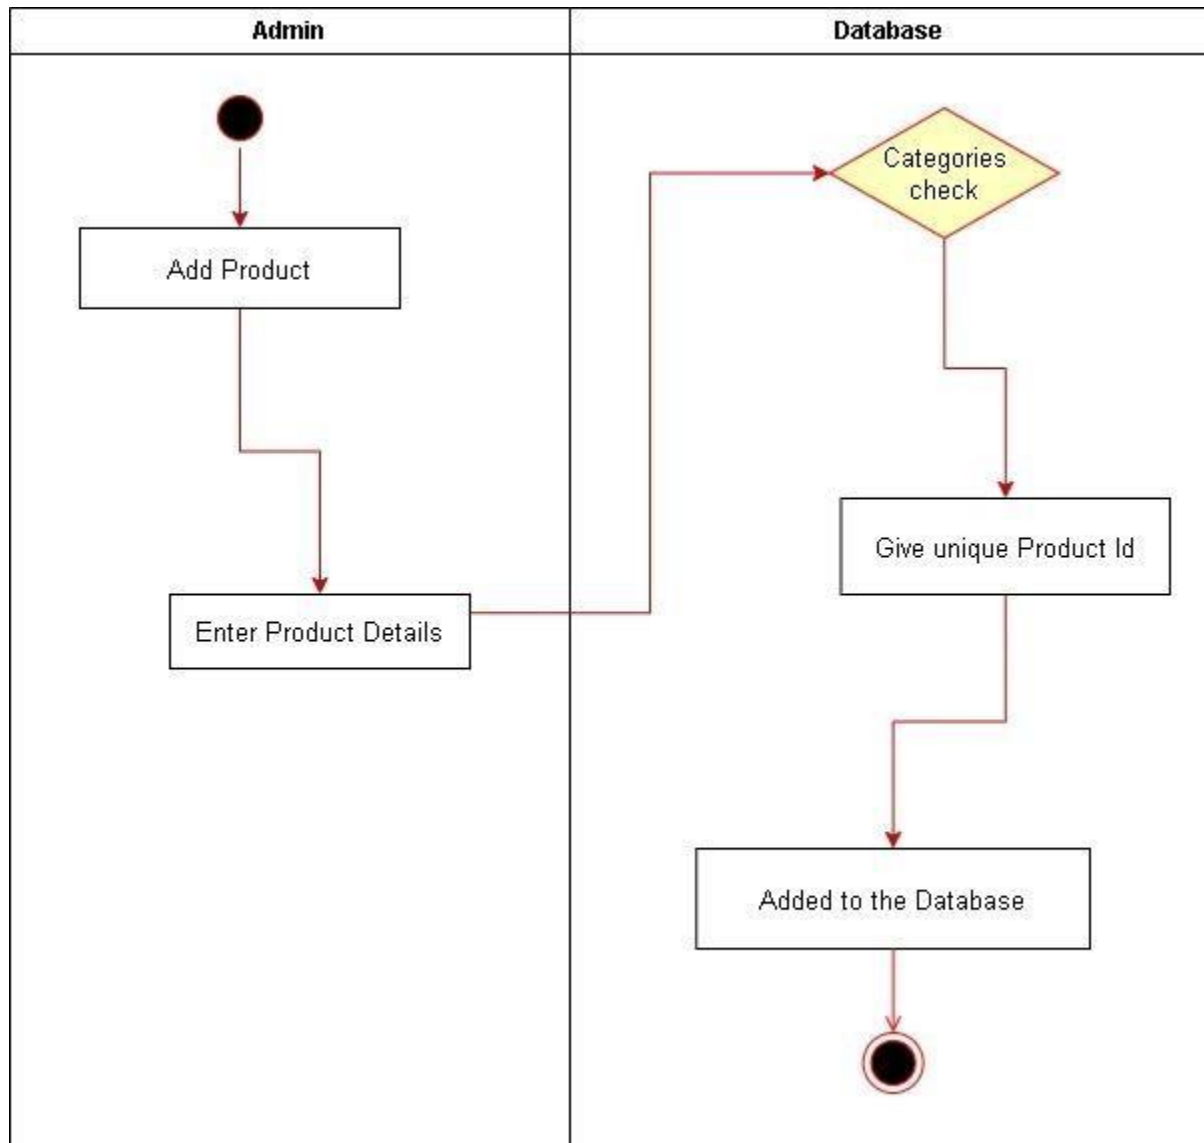 Admin
Database
Categories
check
Add Product
Give unique Product Id
Enter Product Details
Added to the Database